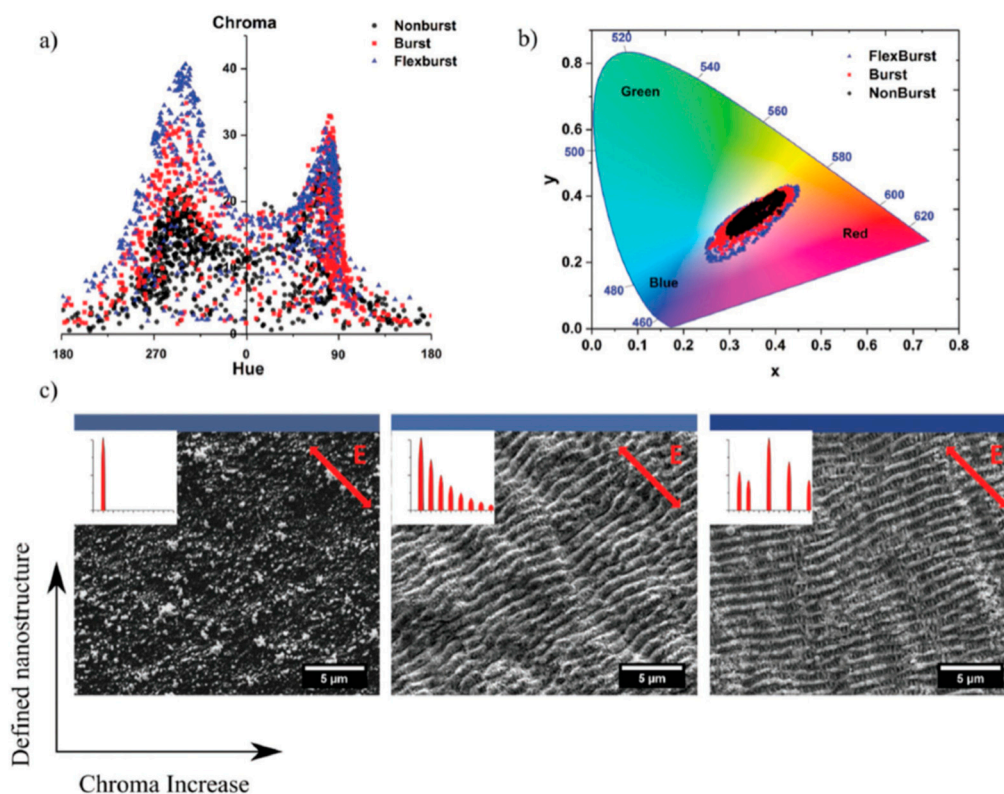 a)
Chroma
Nonburst
Burst
Flexburst
40
30
20
10
0
180
270
0
90
180
Hue
b)
FlexBurst
Burst
NonBurst
520
540
560
580
600
620
500
480
460
Green
Red
Blue
0.8
0.6
0.4
0.2
0.0
y
0.0
0.1
0.2
0.3
0.4
0.5
0.6
0.7
0.8
x
c)
E
5 µm
E
5 µm
E
5 µm
Defined nanostructure
Chroma Increase